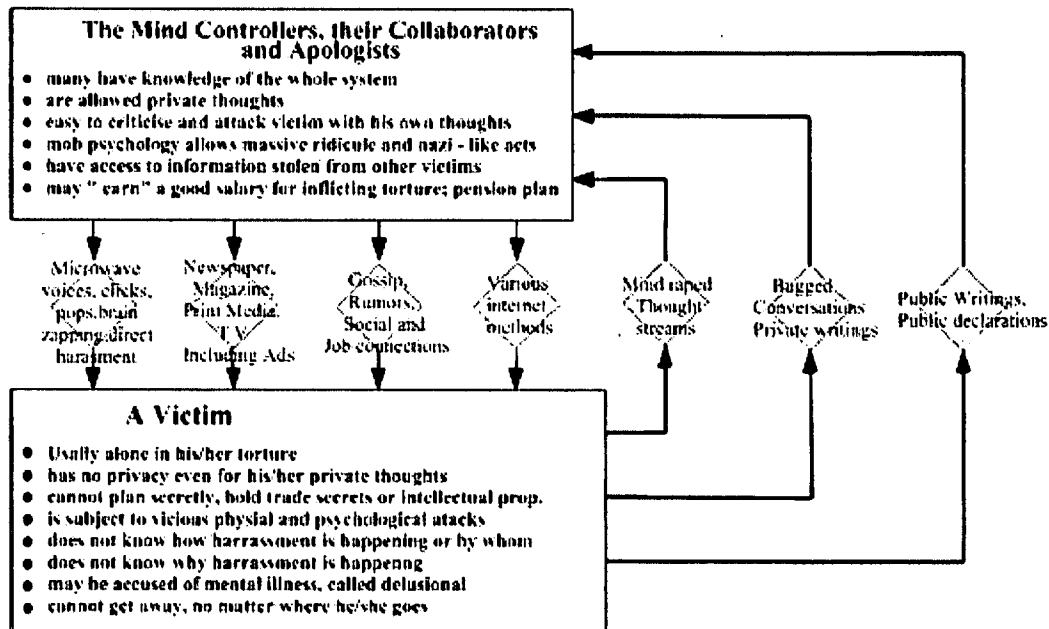 The Mind Controllers, their Collaborators
and Apologists
many have knowledge of the whole system
are allowed private thoughts
easy to criticise and attack victim with his own thoughts
mob psychology allows massive ridicule and nazi - like acts
have access to information stolen from other victims
may " earn" a good salary for inflicting torture; pension plan
Microwave
voices, clicks,
pops,brain
zapping,direct
harasment
Newspaper,
Magazine,
Print Media,
T.V.
Including Ads
Gossip,
Rumors,
Social and
Job connections
Various
internet
methods
Mind raped
Thought
streams
Bugged
Conversations
Private writings
Public Writings,
Public declarations
A Victim
Usually alone in his/her torture
has no privacy even for his/her private thoughts
cannot plan secretly, hold trade secrets or intellectual prop.
is subject to vicious physial and psychological atacks
does not know how harrassment is happening or by whom
does not know why harrassment is happenng
may be accused of mental illness, called delusional
cannot get away, no matter where he/she goes